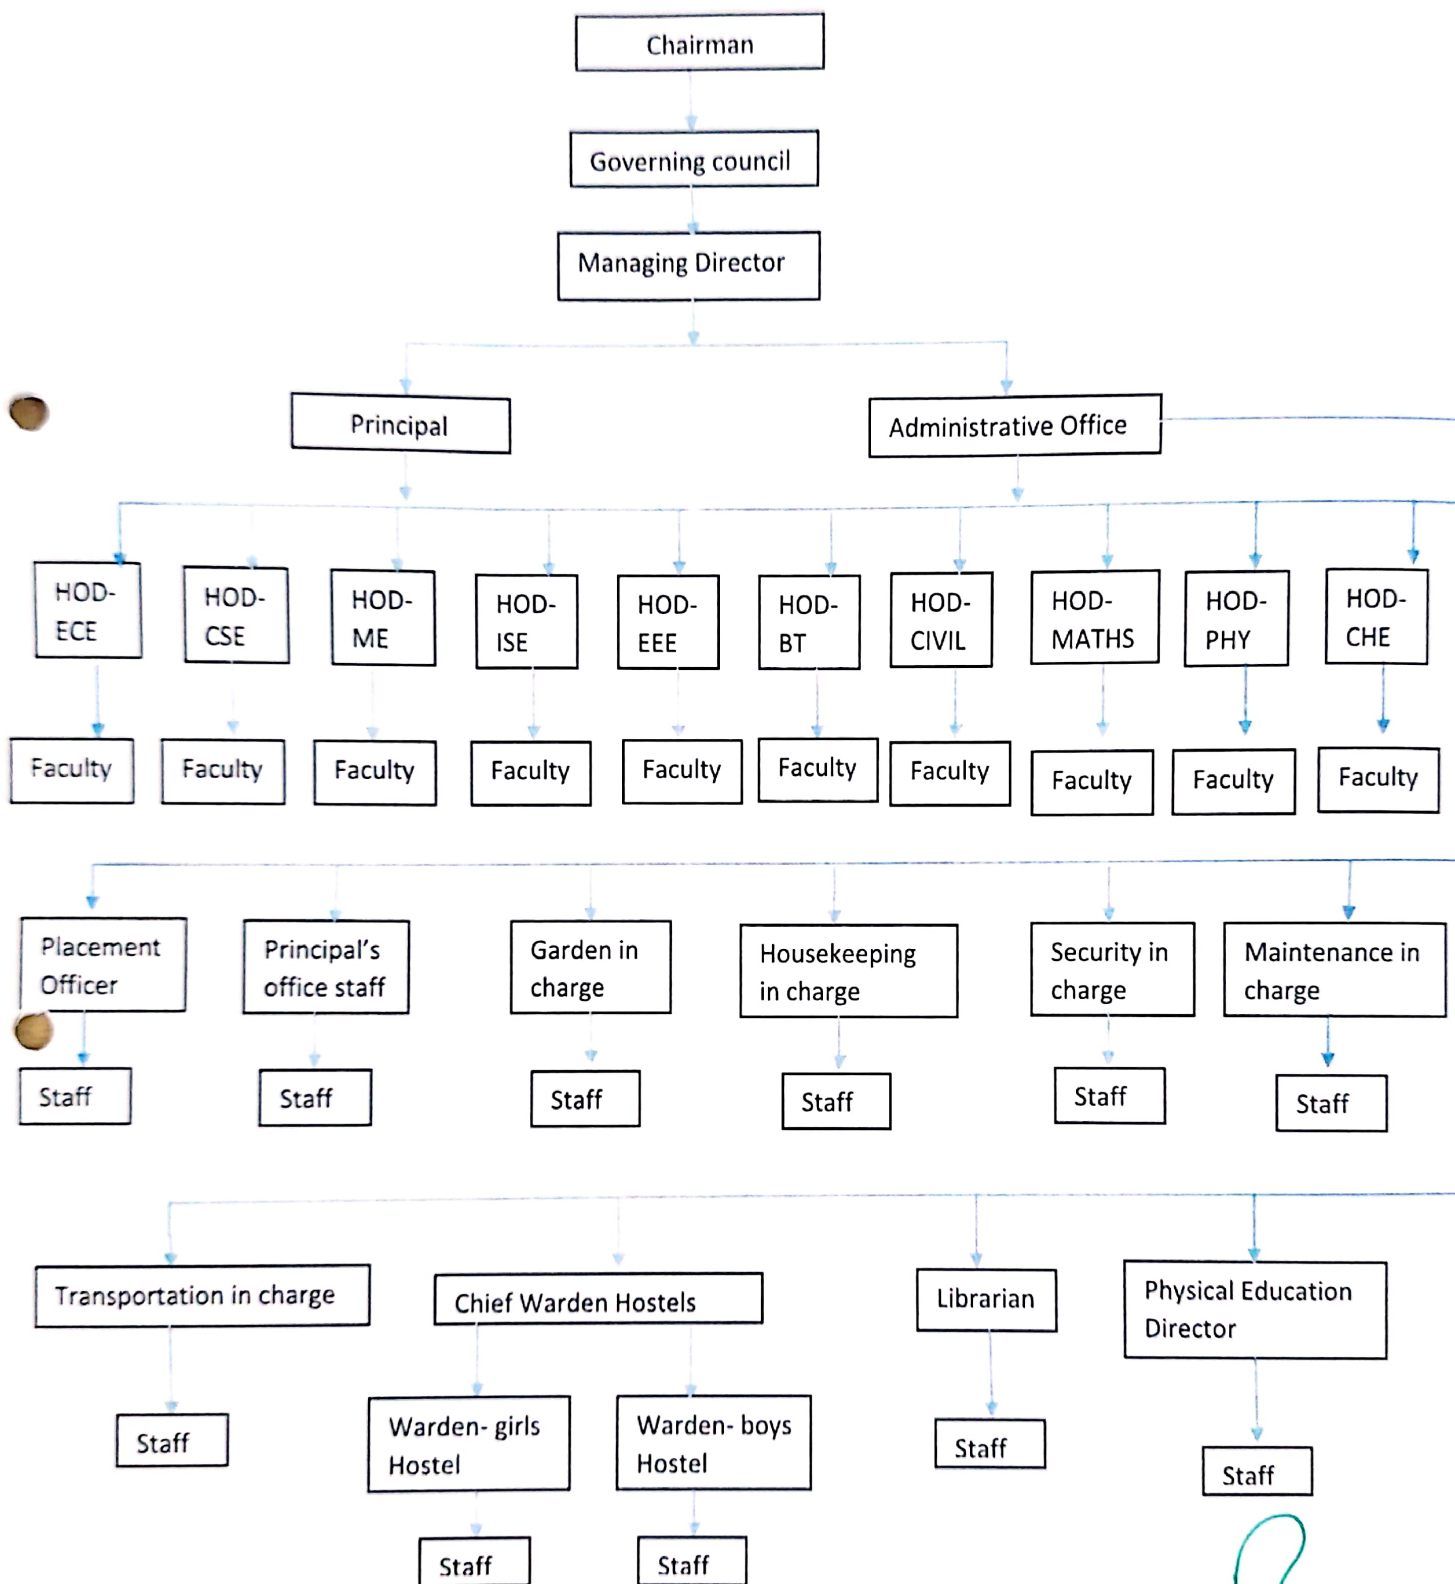 Chairman
Governing council
Managing Director
Principal
Administrative Office
HOD-
ECE
HOD-
CSE
HOD-
ME
HOD-
ISE
HOD-
EEE
HOD-
BT
HOD-
CIVIL
HOD-
MATHS
HOD-
PHY
HOD-
CHE
Faculty
Faculty
Faculty
Faculty
Faculty
Faculty
Faculty
Faculty
Faculty
Faculty
Placement
Officer
Principal's
office staff
Garden in
charge
Housekeeping
in charge
Security in
charge
Maintenance in
charge
Staff
Staff
Staff
Staff
Staff
Staff
Transportation in charge
Chief Warden Hostels
Librarian
Physical Education
Director
Staff
Warden- girls
Hostel
Warden- boys
Hostel
Staff
Staff
Staff
Staff